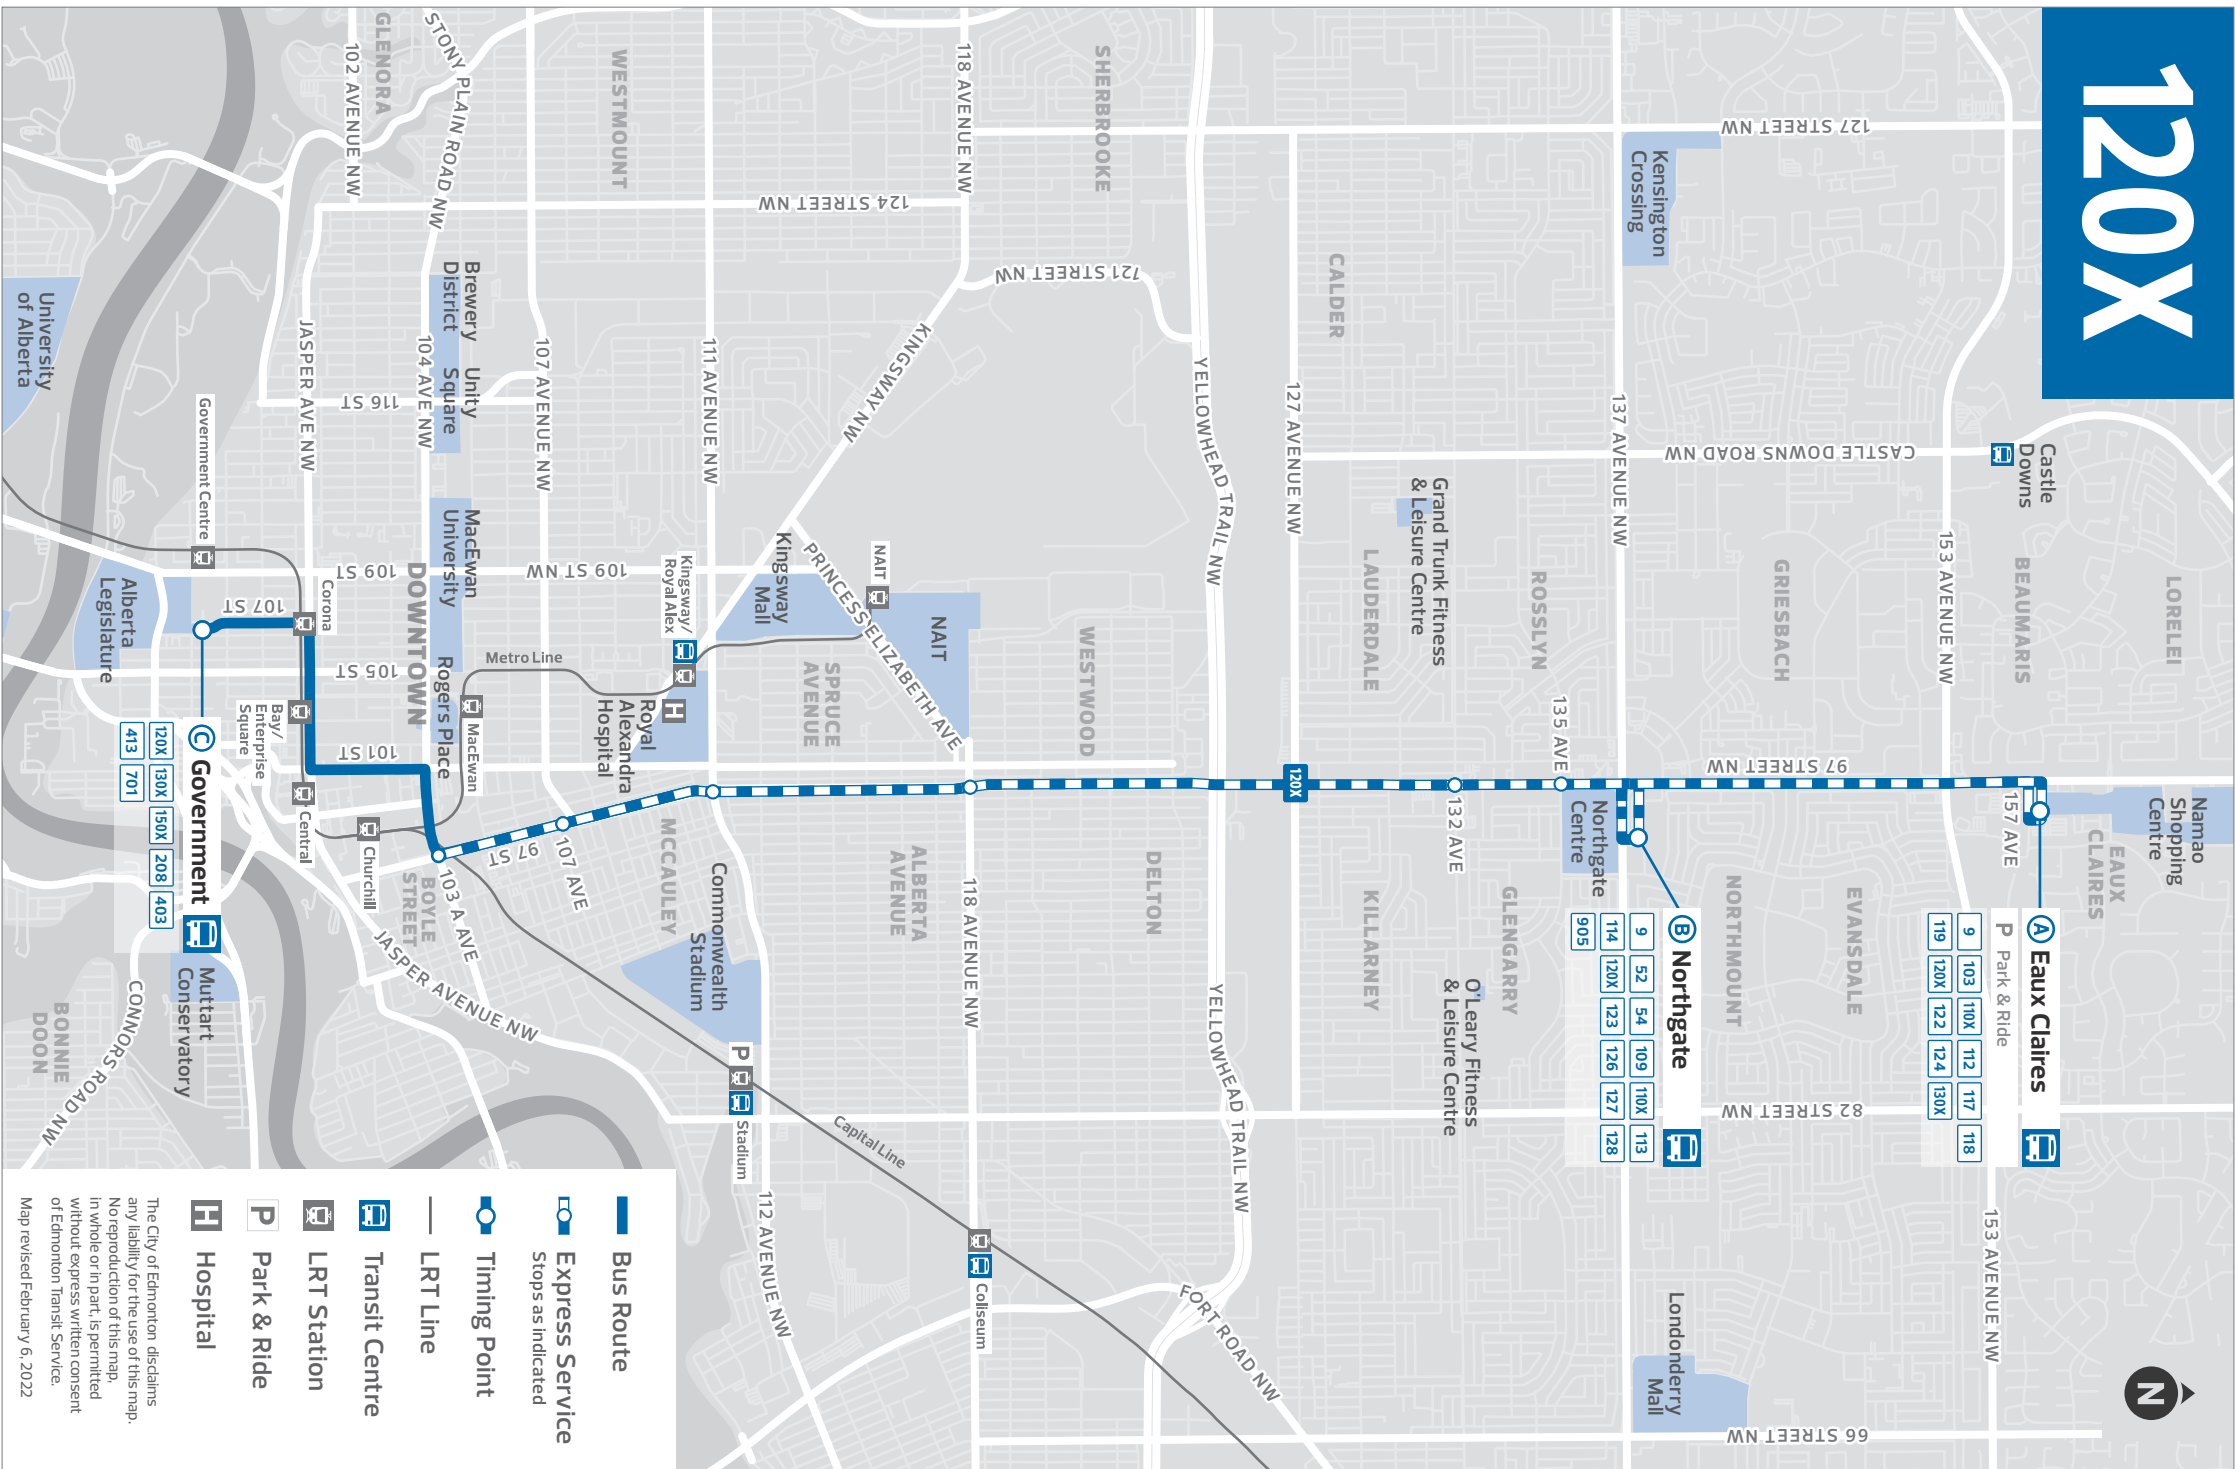 120X
LORELEI
Castle
Downs
BEAUMARIS
Namao
Shopping
Centre
EAUX
CLAIRES
157 AVE
A Eaux Claires
P Park & Ride
9 103 110X 112 117 118
119 120X 122 124 130X
153 AVENUE NW
153 AVENUE NW
127 STREET NW
CASTLE DOWNS ROAD NW
97 STREET NW
82 STREET NW
66 STREET NW
GRIESBACH
EVANSDALE
NORTHMOUNT
Kensington
Crossing
137 AVENUE NW
B Northgate
9 52 54 109 110X 113
114 120X 123 126 127 128
905
Northgate
Centre
Londonderry
Mall
ROSSLYN
135 AVE
GLENGARRY
132 AVE
Grand Trunk Fitness
& Leisure Centre
O'Leary Fitness
& Leisure Centre
LAUDERDALE
KILLARNEY
CALDER
127 AVENUE NW
120X
YELLOWHEAD TRAIL NW
YELLOWHEAD TRAIL NW
YELLOWHEAD TRAIL NW
FORT ROAD NW
SHERBROOKE
721 STREET NW
WESTWOOD
DELTON
118 AVENUE NW
118 AVENUE NW
124 STREET NW
KINGSWAY NW
NAIT
NAIT
PRINCESS ELIZABETH AVE
ALBERTA
AVENUE
SPRUCE
AVENUE
Coliseum
Capital Line
Kingsway
Mall
111 AVENUE NW
112 AVENUE NW
Kingsway/
Royal Alex
H
Royal
Alexandra
Hospital
Commonwealth
Stadium
P
Stadium
MCCAULEY
WESTMOUNT
107 AVENUE NW
109 ST NW
107 AVE
97 ST
Metro Line
MacEwan
Brewery
District
Unity
Square
MacEwan
University
Rogers Place
STONY PLAIN ROAD NW
104 AVE NW
103 A AVE
DOWNTOWN
BOYLE
STREET
GLENORA
102 AVENUE NW
116 ST
109 ST
105 ST
101 ST
Churchill
JASPER AVE NW
JASPER AVENUE NW
Corona
Central
Bay/
Enterprise
Square
107 ST
Government Centre
C Government
120X 130X 150X 208 403
413 701
Alberta
Legislature
University
of Alberta
Muttart
Conservatory
CONNORS ROAD NW
BONNIE
DOON
N
Bus Route
Express Service
Stops as indicated
Timing Point
LRT Line
Transit Centre
LRT Station
P Park & Ride
H Hospital
The City of Edmonton disclaims
any liability for the use of this map.
No reproduction of this map,
in whole or in part, is permitted
without express written consent
of Edmonton Transit Service.
Map revised February 6, 2022